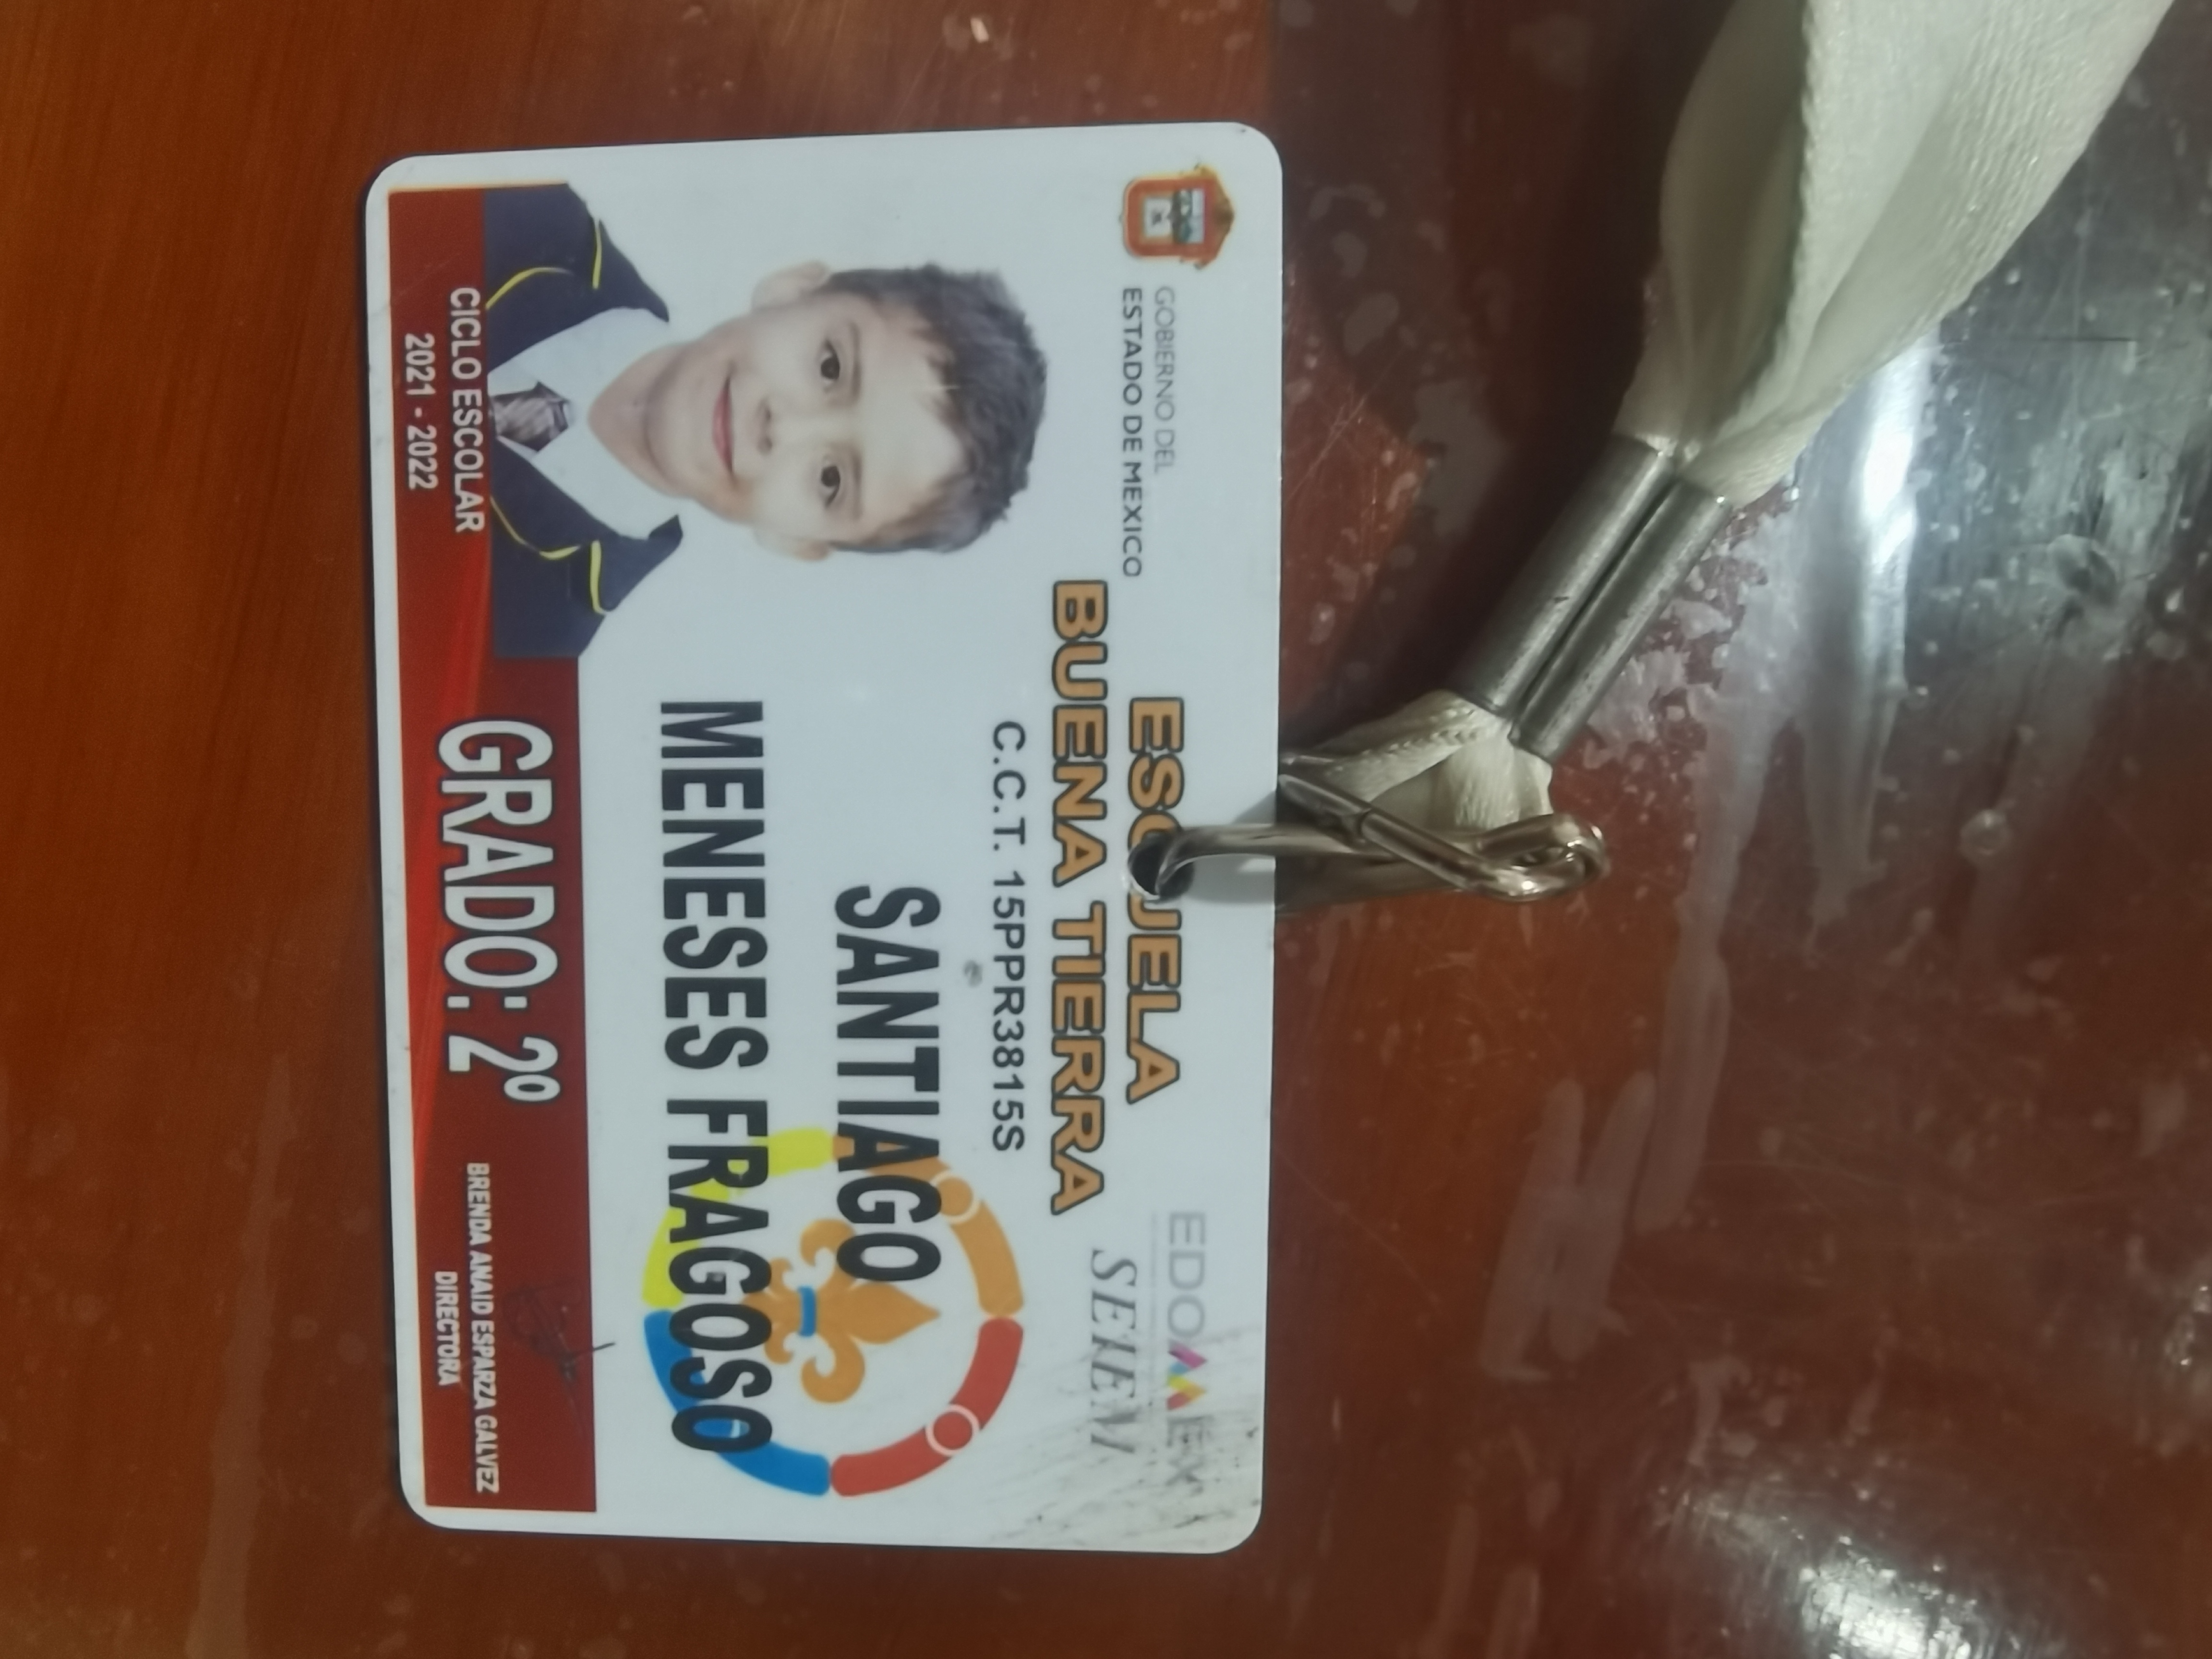 GOBIERNO DEL
ESTADO DE MEXICO
ESCUELA
BUENA TIERRA
EDOMEX
SEIEM
C.C.T. 15PPR3815S
SANTIAGO
MENESES FRAGOSO
CICLO ESCOLAR
2021 - 2022
GRADO: 2º
BRENDA ANAID ESPARZA GALVEZ
DIRECTORA